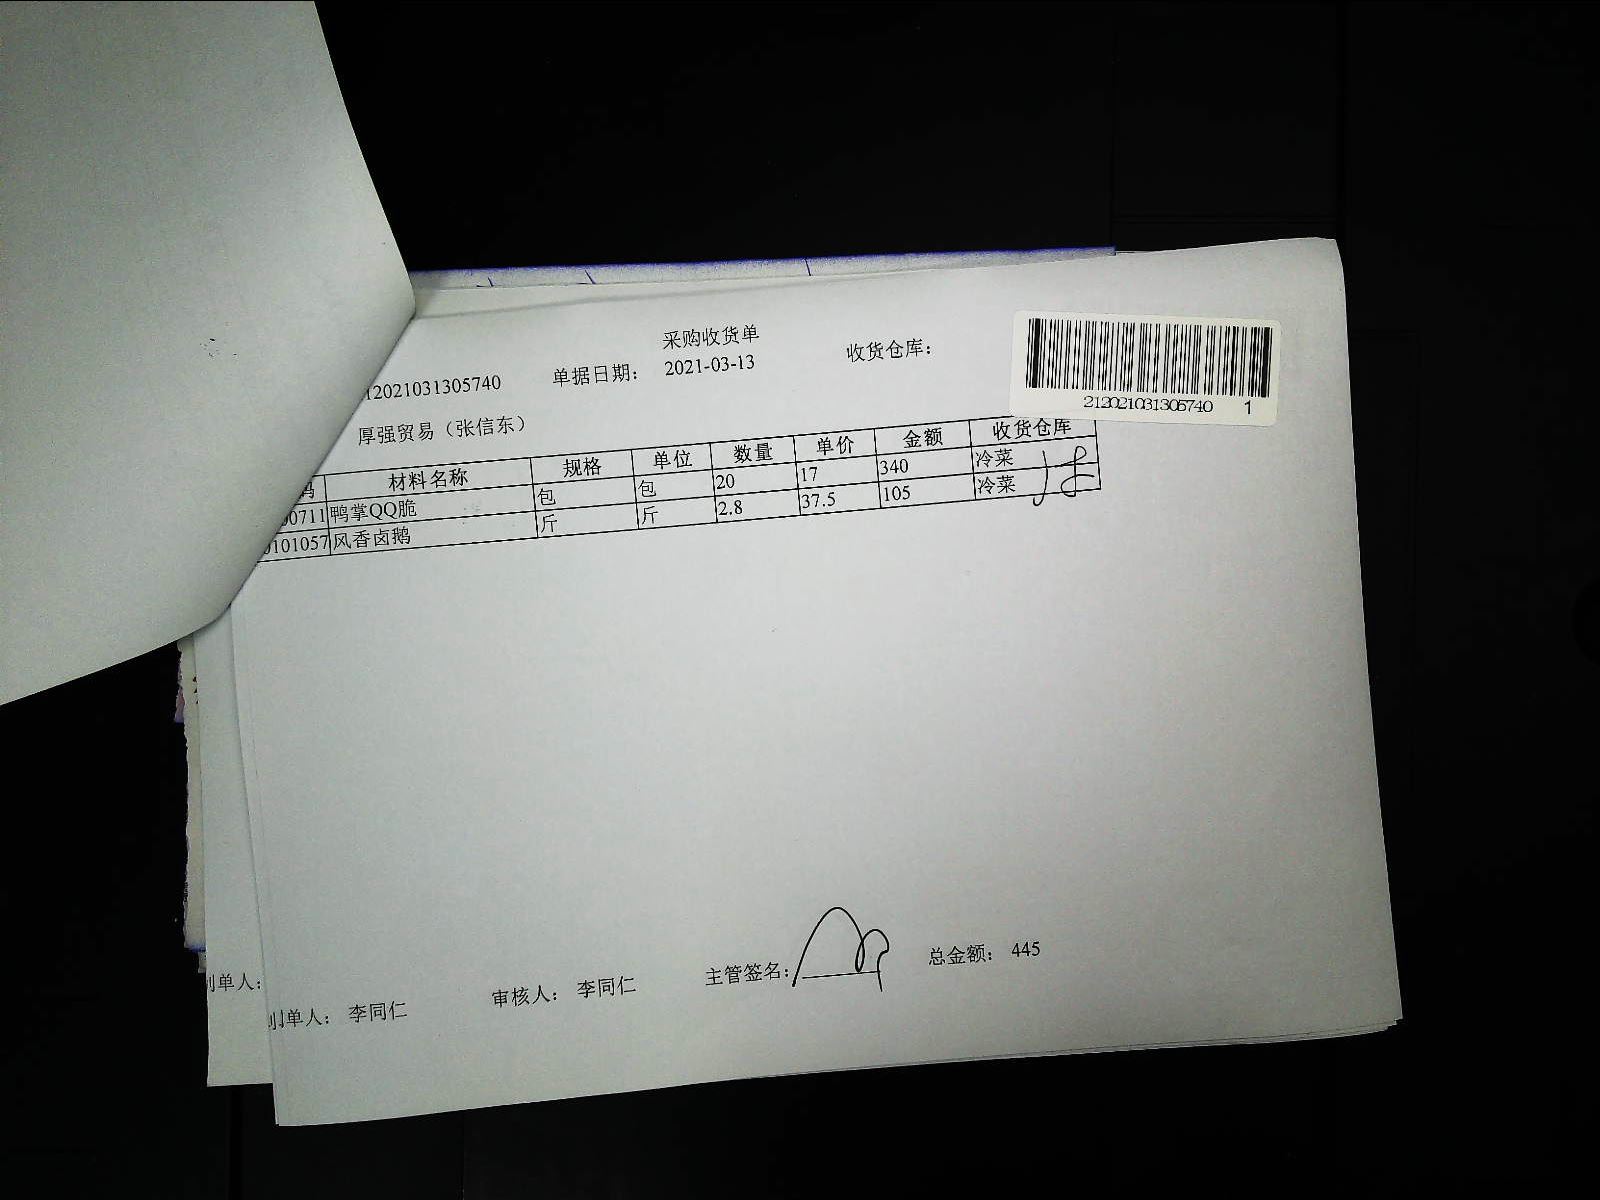 采购收货单
12021031305740 单据日期： 2021-03-13 收货仓库：
212021031305740 1
厚强贸易（张信东）
码 材料名称 规格 单位 数量 单价 金额 收货仓库
00711 鸭掌QQ脆 包 包 20 17 340 冷菜
0101057 风香卤鹅 斤 斤 2.8 37.5 105 冷菜
制单人： 李同仁 审核人： 李同仁 主管签名： 总金额： 445
制单人：